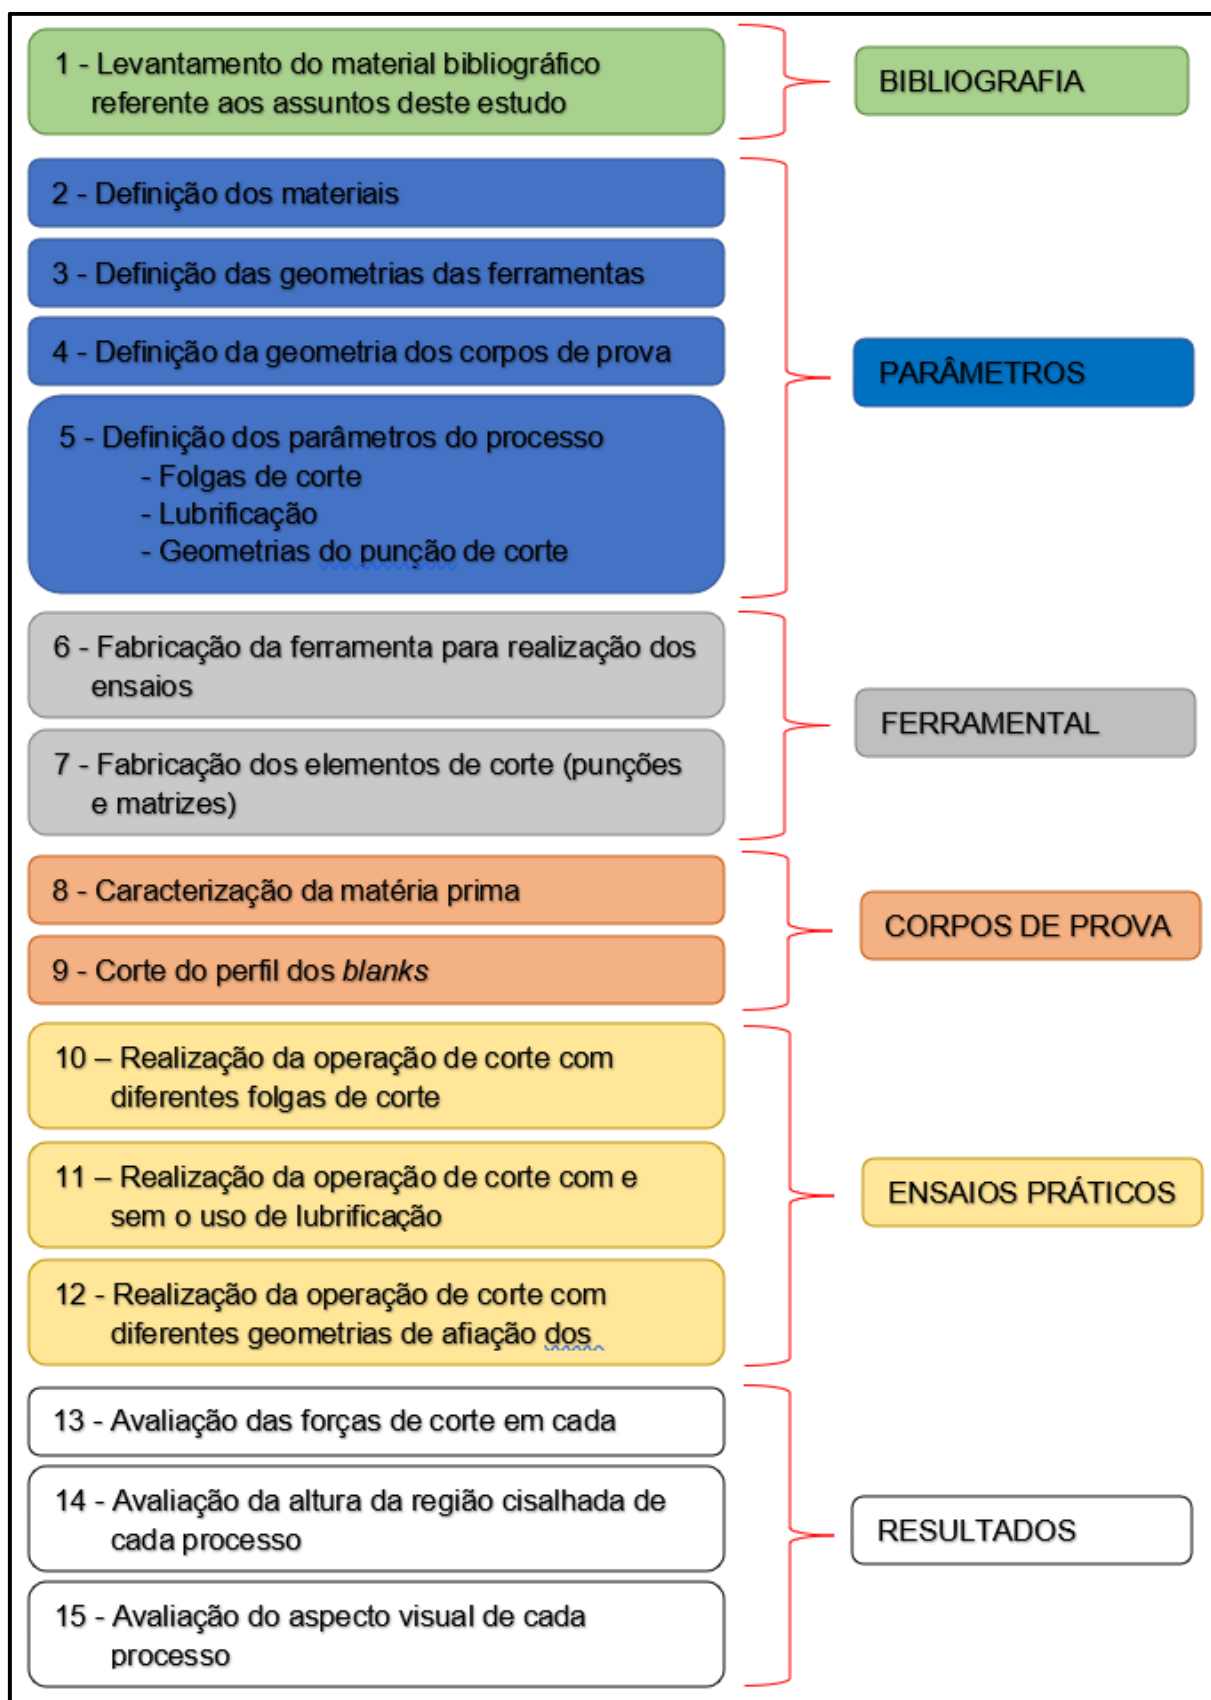 1 - Levantamento do material bibliográfico
referente aos assuntos deste estudo
BIBLIOGRAFIA
2 - Definição dos materiais
3 - Definição das geometrias das ferramentas
4 - Definição da geometria dos corpos de prova
5 - Definição dos parâmetros do processo
- Folgas de corte
- Lubrificação
- Geometrias do punção de corte
PARÂMETROS
6 - Fabricação da ferramenta para realização dos
ensaios
7 - Fabricação dos elementos de corte (punções
e matrizes)
FERRAMENTAL
8 - Caracterização da matéria prima
9 - Corte do perfil dos blanks
CORPOS DE PROVA
10 – Realização da operação de corte com
diferentes folgas de corte
11 – Realização da operação de corte com e
sem o uso de lubrificação
12 - Realização da operação de corte com
diferentes geometrias de afiação dos
ENSAIOS PRÁTICOS
13 - Avaliação das forças de corte em cada
14 - Avaliação da altura da região cisalhada de
cada processo
15 - Avaliação do aspecto visual de cada
processo
RESULTADOS